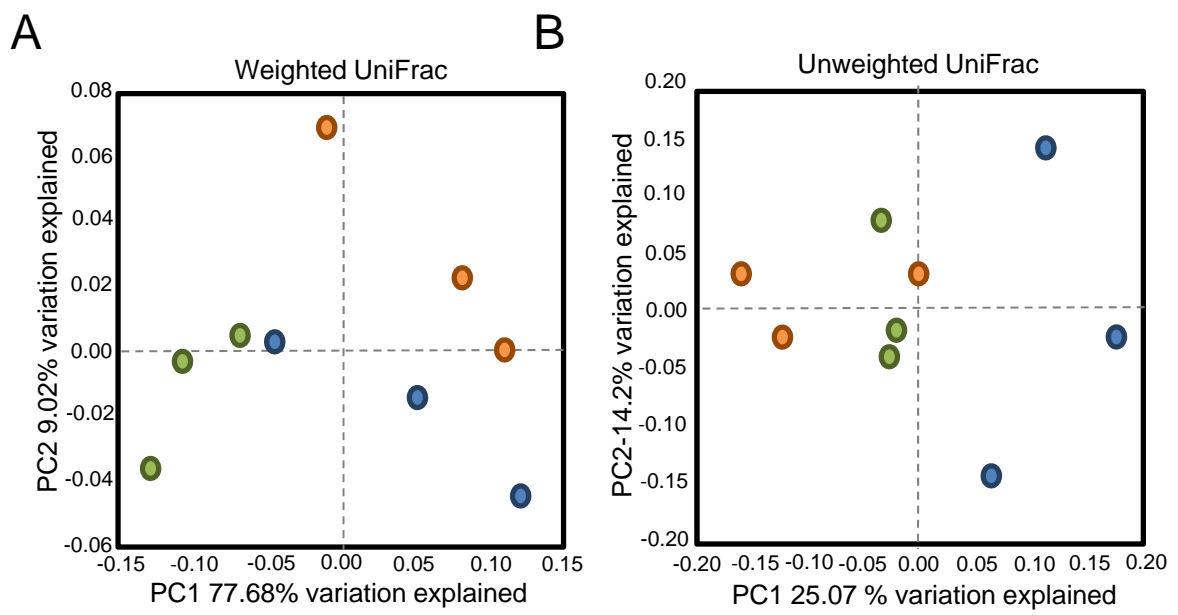 A
Weighted UniFrac
PC2 9.02% variation explained
0.08
0.06
0.04
0.02
0.00
-0.02
-0.04
-0.06
-0.15 -0.10 -0.05 0.00 0.05 0.10 0.15
PC1 77.68% variation explained
B
Unweighted UniFrac
PC2-14.2% variation explained
0.20
0.15
0.10
0.05
0.00
-0.05
-0.10
-0.15
-0.20
-0.20 -0.15 -0.10 -0.05 0.00 0.05 0.10 0.15 0.20
PC1 25.07 % variation explained